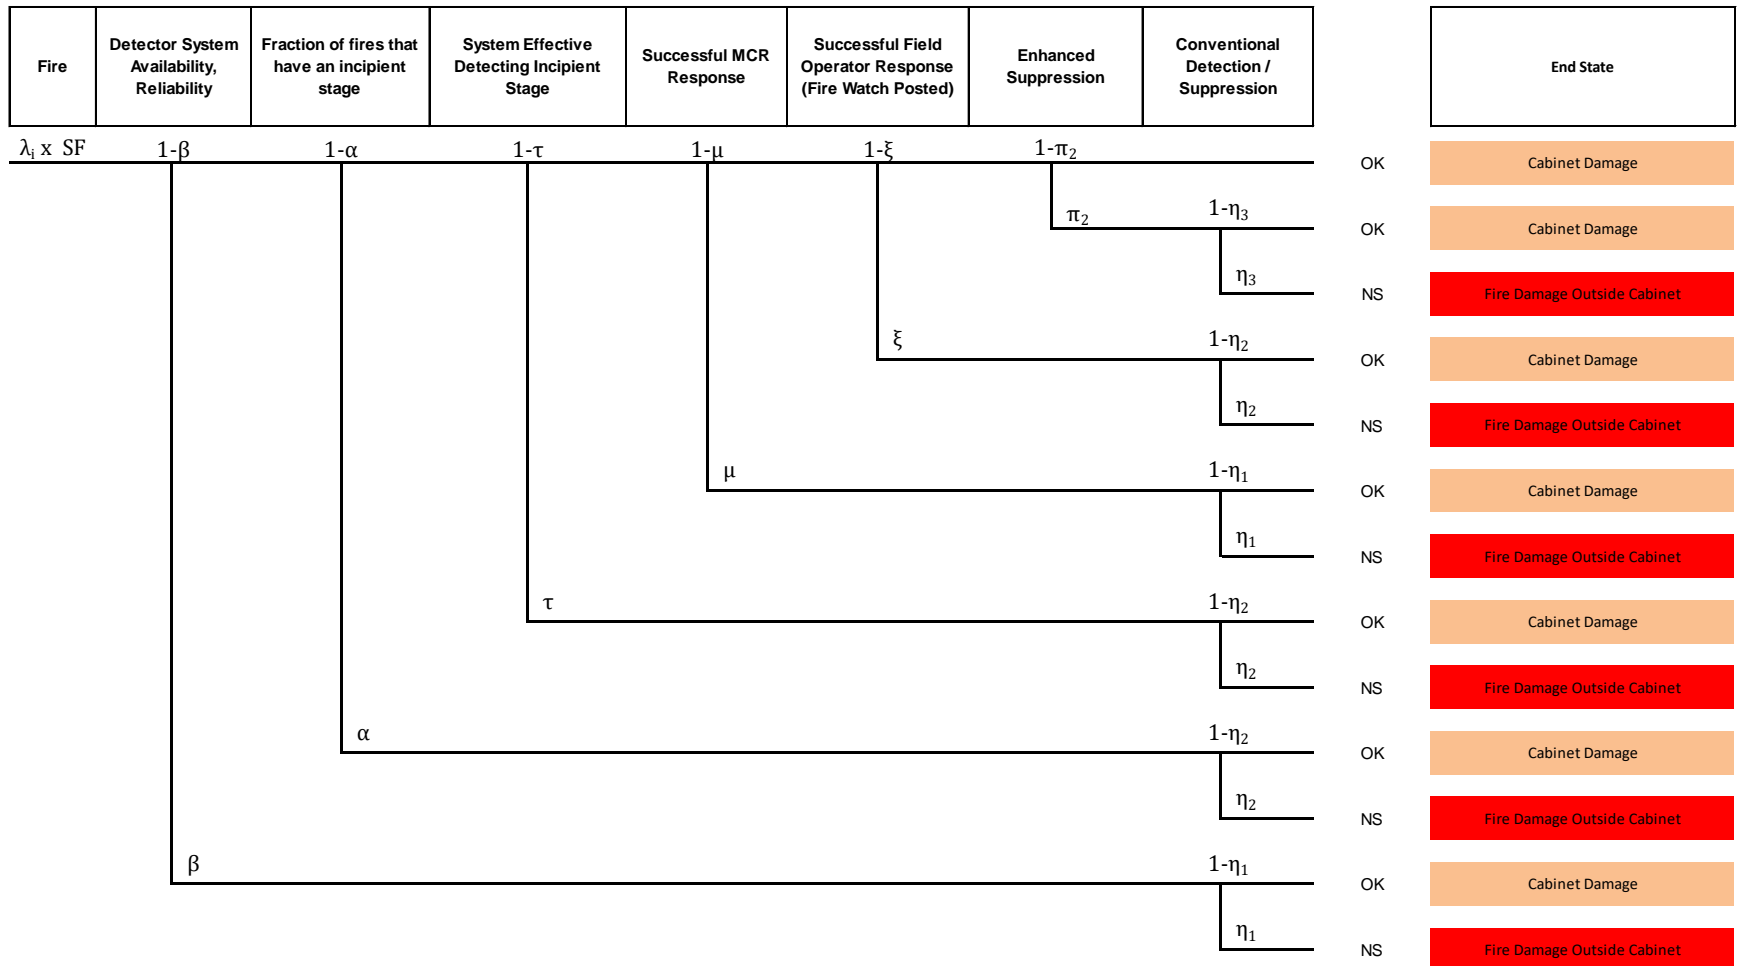 Fire
Detector System
Availability,
Reliability
Fraction of fires that
have an incipient
stage
System Effective
Detecting Incipient
Stage
Successful MCR
Response
Successful Field
Operator Response
(Fire Watch Posted)
Enhanced
Suppression
Conventional
Detection /
Suppression
End State
λi x SF 1-β 1-α 1-τ 1-μ 1-ξ 1-π2
OK Cabinet Damage
π2 1-η3
OK Cabinet Damage
η3
NS Fire Damage Outside Cabinet
ξ 1-η2
OK Cabinet Damage
η2
NS Fire Damage Outside Cabinet
μ 1-η1
OK Cabinet Damage
η1
NS Fire Damage Outside Cabinet
τ 1-η2
OK Cabinet Damage
η2
NS Fire Damage Outside Cabinet
α 1-η2
OK Cabinet Damage
η2
NS Fire Damage Outside Cabinet
β 1-η1
OK Cabinet Damage
η1
NS Fire Damage Outside Cabinet